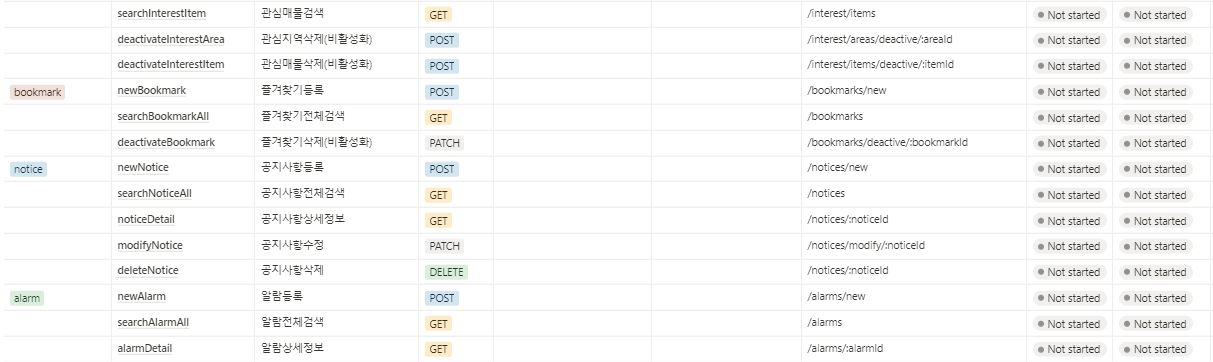 searchInterestItem 관심매물검색 GET /interest/items Not started Not started
deactivateInterestArea 관심지역삭제(비활성화) POST /interest/areas/deactive/:areaId Not started Not started
deactivateInterestItem 관심매물삭제(비활성화) POST /interest/items/deactive/:itemId Not started Not started
bookmark newBookmark 즐겨찾기등록 POST /bookmarks/new Not started Not started
searchBookmarkAll 즐겨찾기전체검색 GET /bookmarks Not started Not started
deactivateBookmark 즐겨찾기삭제(비활성화) PATCH /bookmarks/deactive/:bookmarkId Not started Not started
notice newNotice 공지사항등록 POST /notices/new Not started Not started
searchNoticeAll 공지사항전체검색 GET /notices Not started Not started
noticeDetail 공지사항상세정보 GET /notices/:noticeId Not started Not started
modifyNotice 공지사항수정 PATCH /notices/modify/:noticeId Not started Not started
deleteNotice 공지사항삭제 DELETE /notices/:noticeId Not started Not started
alarm newAlarm 알람등록 POST /alarms/new Not started Not started
searchAlarmAll 알람전체검색 GET /alarms Not started Not started
alarmDetail 알람상세정보 GET /alarms/:alarmId Not started Not started